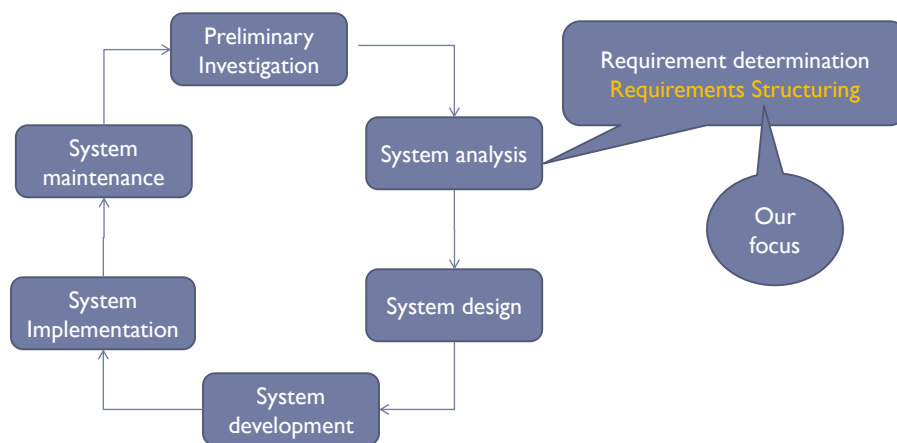 Preliminary
Investigation
Requirement determination
Requirements Structuring
System
maintenance
System analysis
Our
focus
System
Implementation
System design
System
development